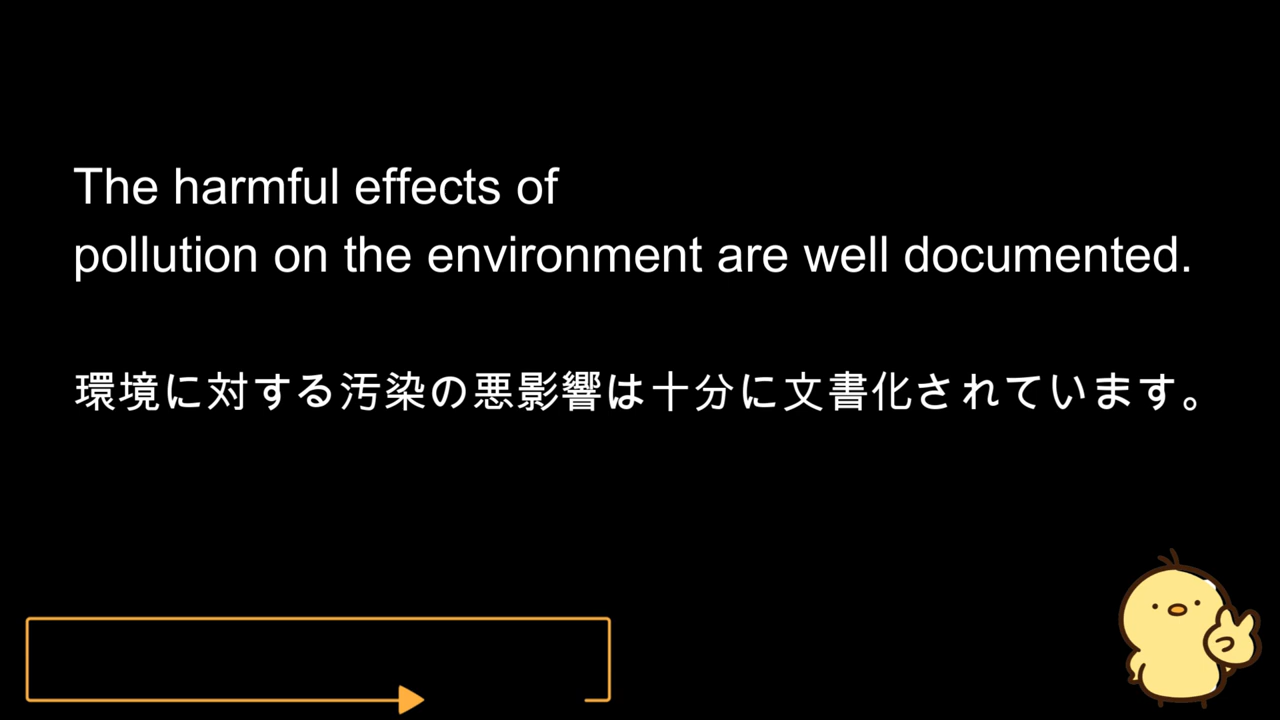 The harmful effects of
pollution on the environment are well documented.
環境に対する汚染の悪影響は十分に文書化されています。